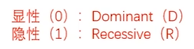 显性（0）：Dominant（D）
隐性（1）：Recessive（R）